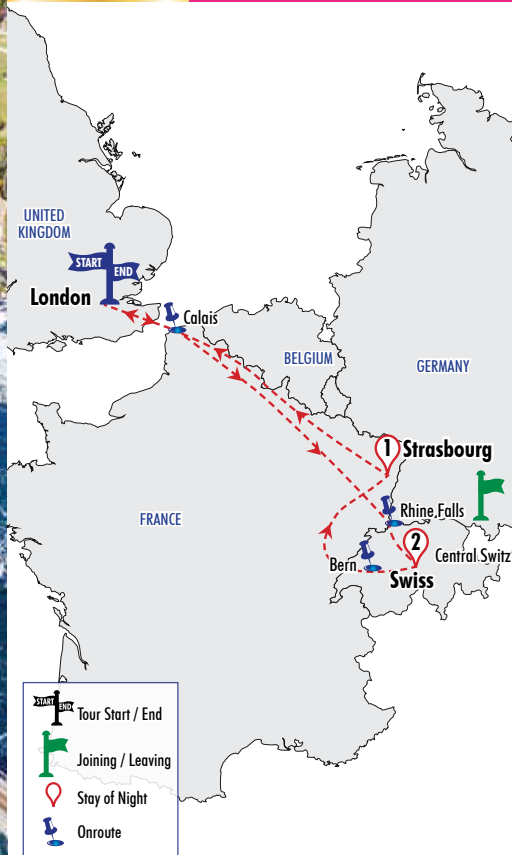 UNITED
KINGDOM
START
END
London
Calais
BELGIUM
GERMANY
1
Strasbourg
Rhine Falls
FRANCE
2
Central Switz
Bern
Swiss
START
END
Tour Start / End
Joining / Leaving
Stay of Night
Onroute